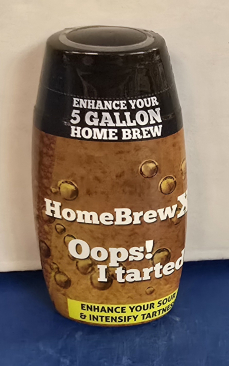 ENHANCE YOUR
5 GALLON
HOME BREW
HomeBrewX
Oops!
I tarted
ENHANCE YOUR SOUR
& INTENSIFY TARTNESS